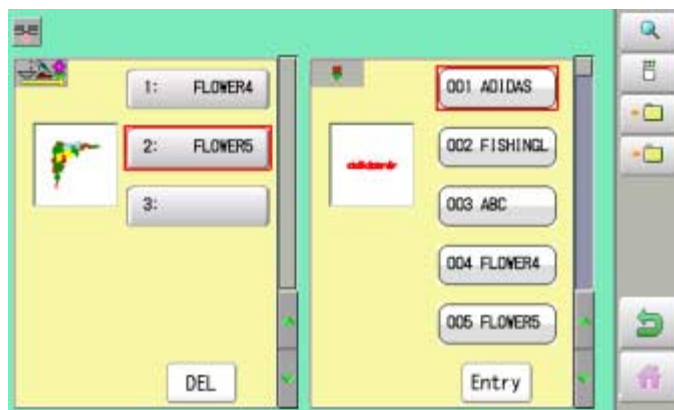 1: FLOWER4
2: FLOWER5
3:
DEL
001 ADIDAS
002 FISHINGL
003 ABC
004 FLOWER4
005 FLOWER5
Entry